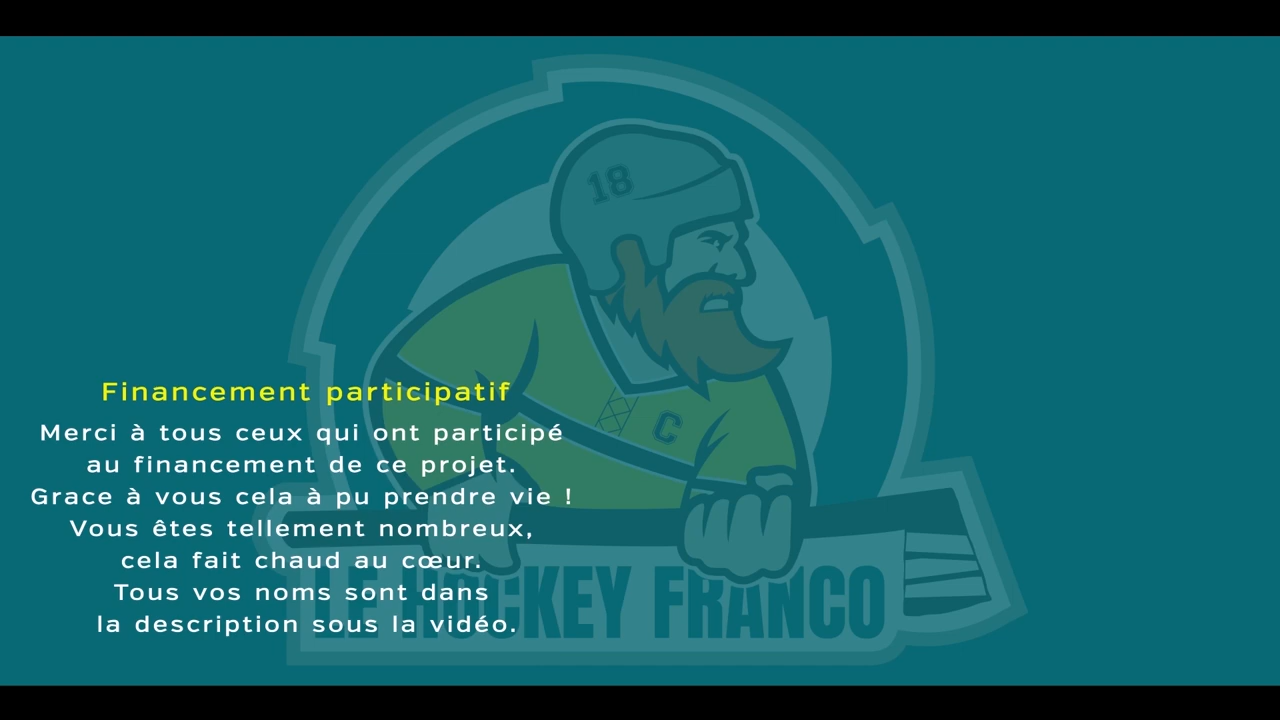 18
Financement participatif
Merci à tous ceux qui ont participé
au financement de ce projet.
Grace à vous cela à pu prendre vie !
Vous êtes tellement nombreux,
cela fait chaud au cœur.
Tous vos noms sont dans
la description sous la vidéo.
C
LE HOCKEY FRANCO